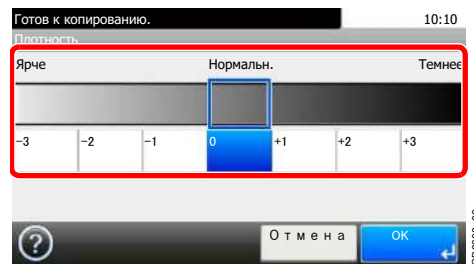 Готов к копированию. 10:10
Плотность
Ярче Нормальн. Темнее
-3 -2 -1 0 +1 +2 +3
? Отмена OK